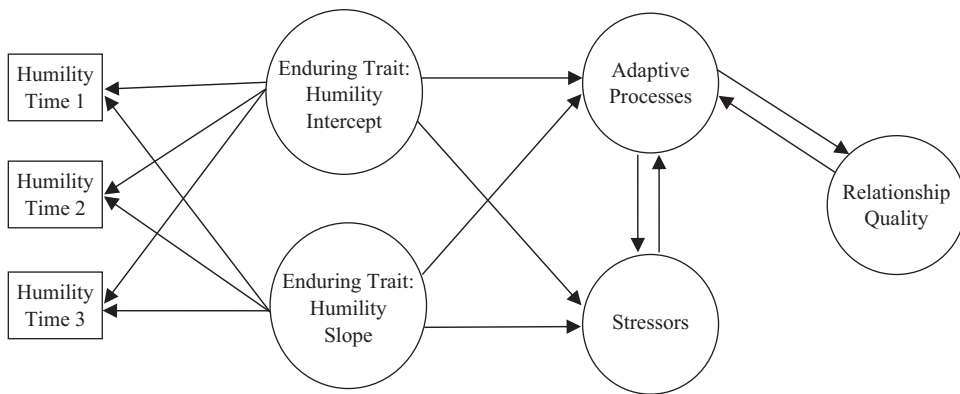 Humility
Time 1
Humility
Time 2
Humility
Time 3
Enduring Trait:
Humility
Intercept
Enduring Trait:
Humility
Slope
Adaptive
Processes
Stressors
Relationship
Quality